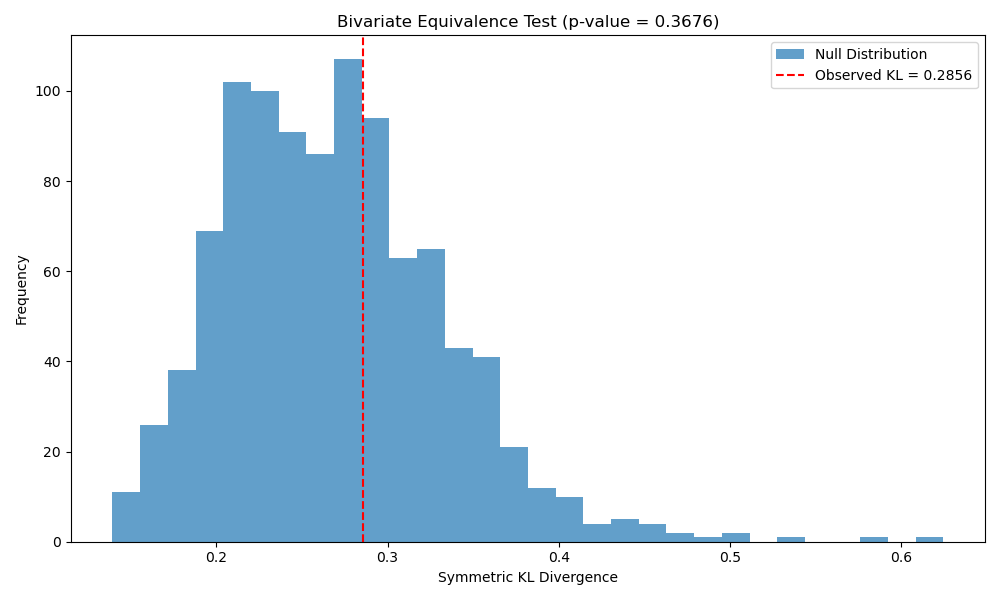 Bivariate Equivalence Test (p-value = 0.3676)
Null Distribution
Observed KL = 0.2856
Frequency
100
80
60
40
20
0
0.2 0.3 0.4 0.5 0.6
Symmetric KL Divergence